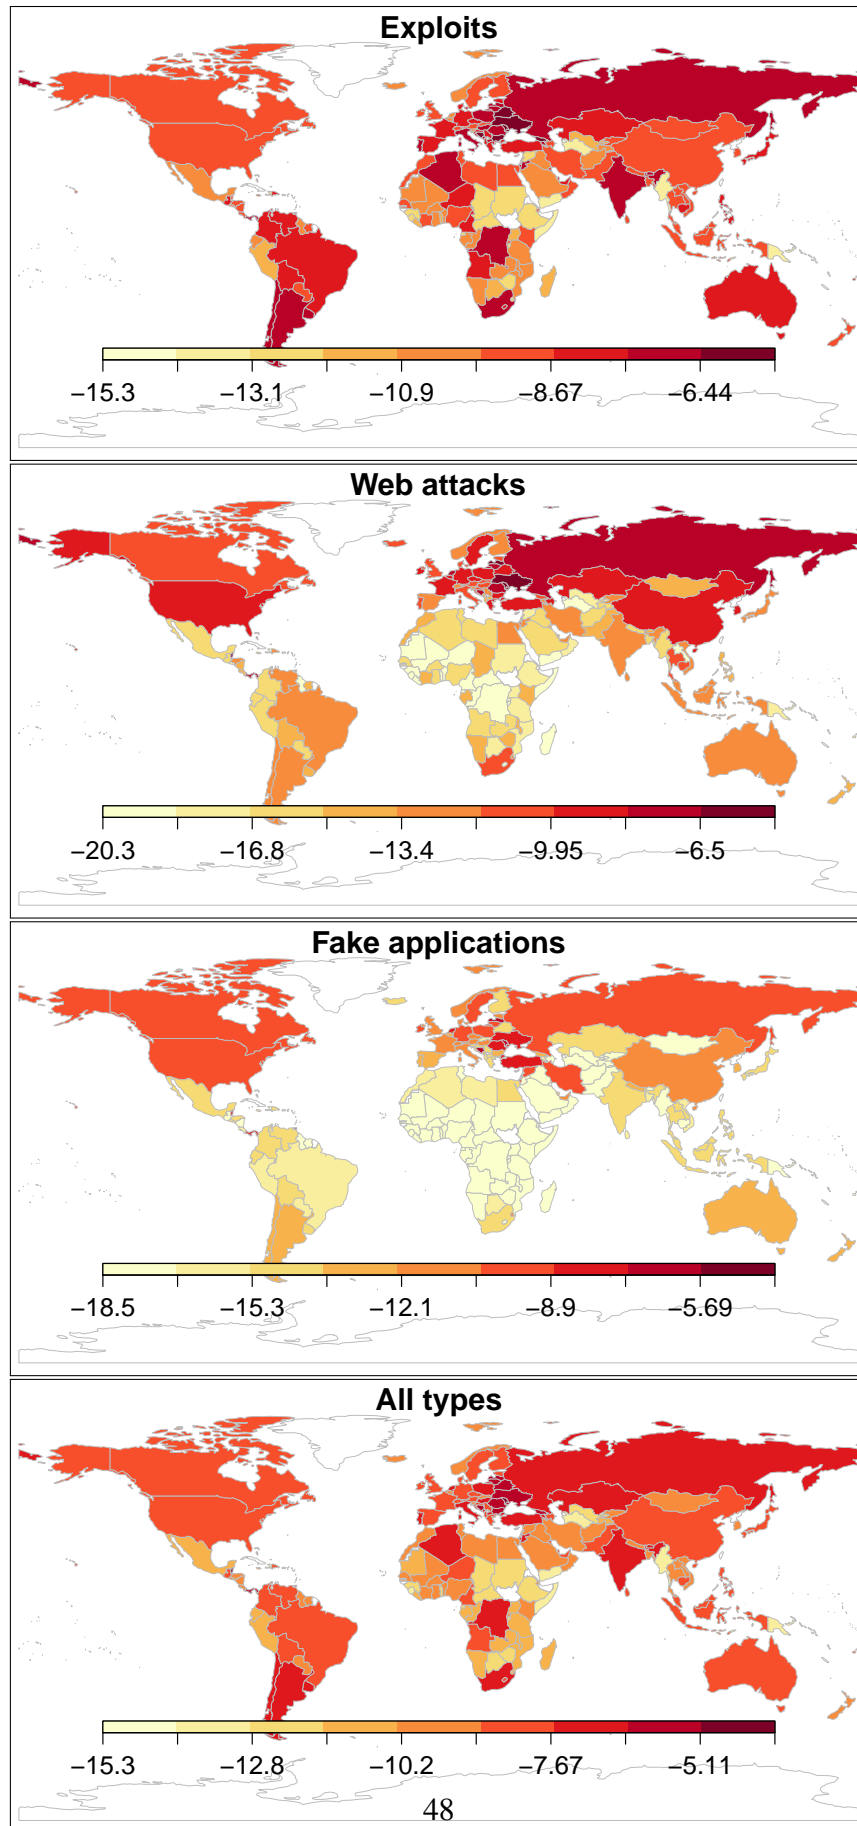 Exploits
−15.3 −13.1 −10.9 −8.67 −6.44
Web attacks
−20.3 −16.8 −13.4 −9.95 −6.5
Fake applications
−18.5 −15.3 −12.1 −8.9 −5.69
All types
−15.3 −12.8 −10.2 −7.67 −5.11
48